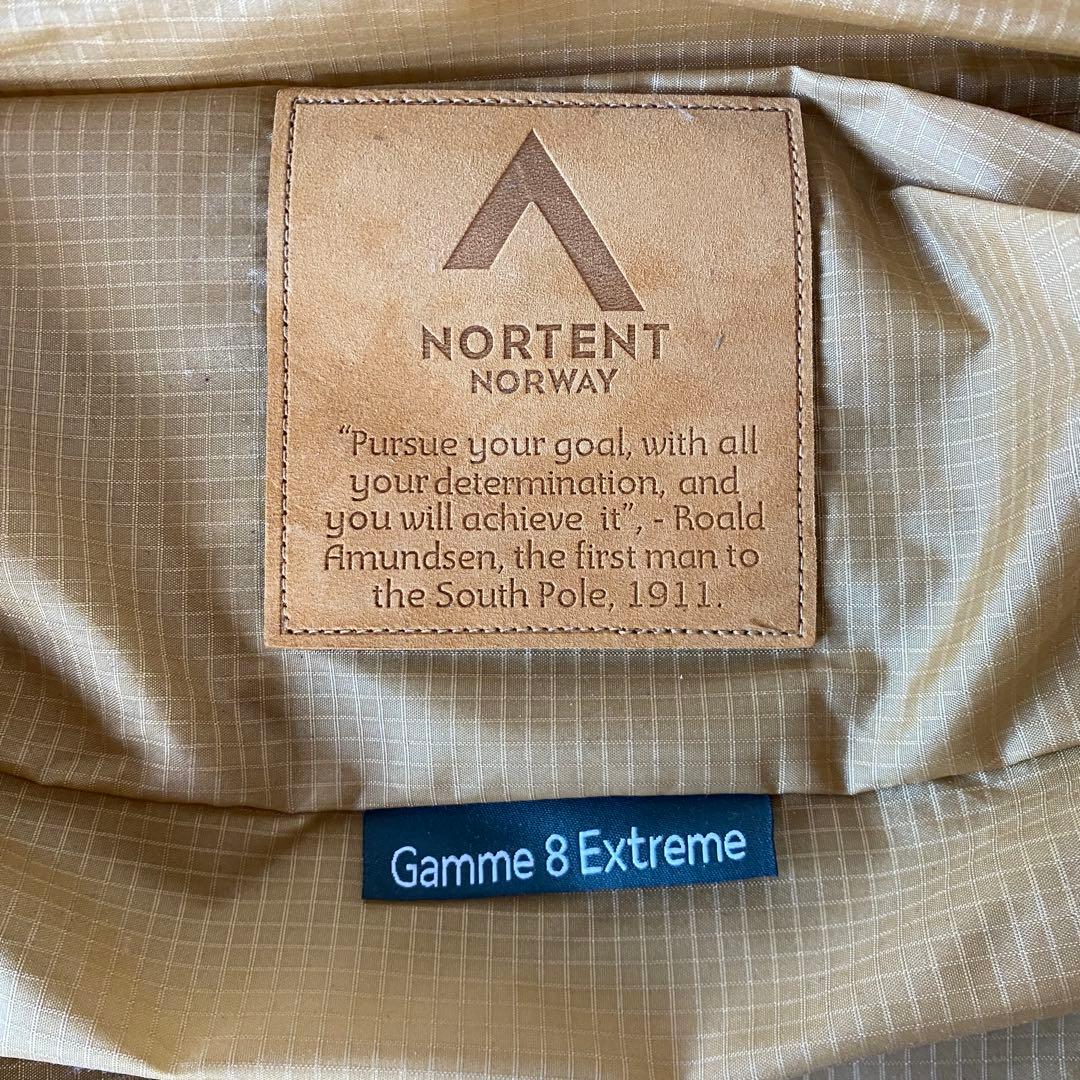 NORTENT
NORWAY
“Pursue your goal, with all
your determination, and
you will achieve it”, - Roald
Amundsen, the first man to
the South Pole, 1911.
Gamme 8 Extreme